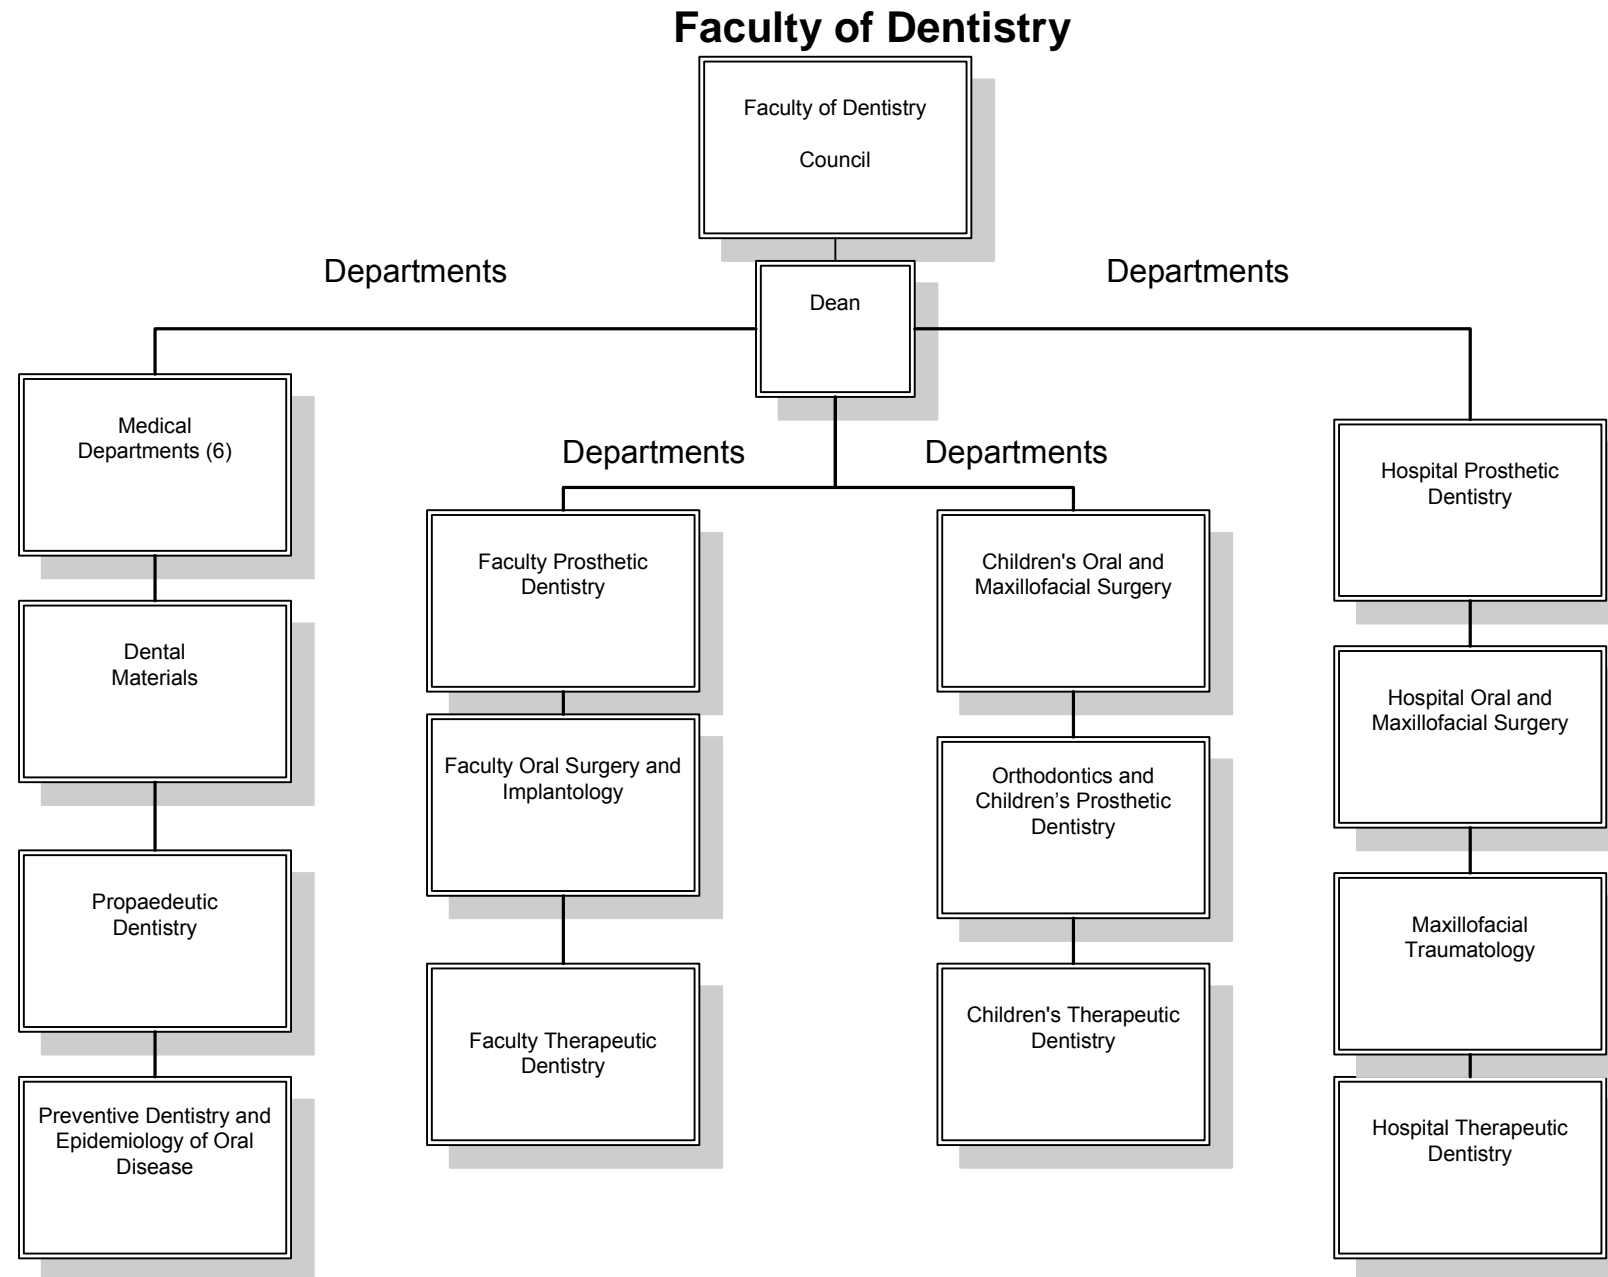 Faculty of Dentistry
Faculty of Dentistry
Council
Departments
Departments
Dean
Medical
Departments (6)
Departments
Departments
Hospital Prosthetic
Dentistry
Faculty Prosthetic
Dentistry
Children's Oral and
Maxillofacial Surgery
Dental
Materials
Hospital Oral and
Maxillofacial Surgery
Faculty Oral Surgery and
Implantology
Orthodontics and
Children’s Prosthetic
Dentistry
Propaedeutic
Dentistry
Maxillofacial
Traumatology
Faculty Therapeutic
Dentistry
Children's Therapeutic
Dentistry
Preventive Dentistry and
Epidemiology of Oral
Disease
Hospital Therapeutic
Dentistry